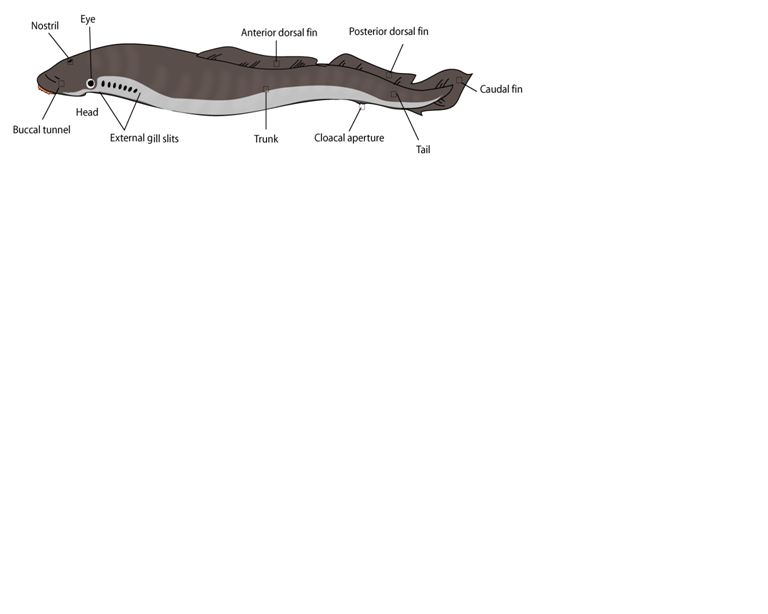 Eye
Nostril
Anterior dorsal fin
Posterior dorsal fin
Caudal fin
Head
Buccal tunnel
External gill slits
Trunk
Cloacal aperture
Tail